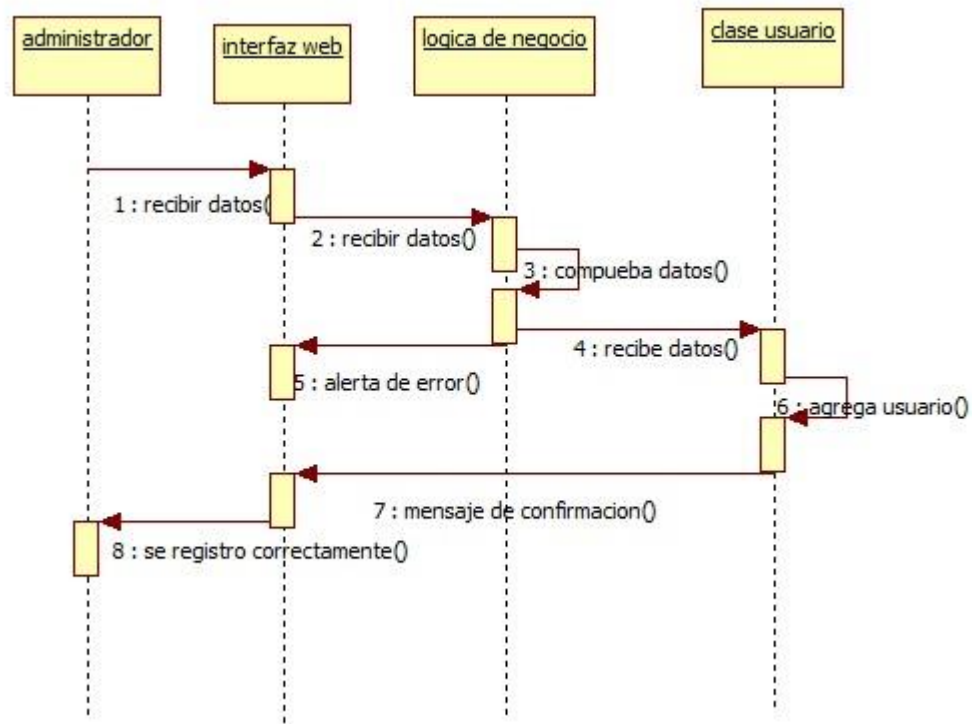 administrador
interfaz web
logica de negocio
clase usuario
1 : recibir datos()
2 : recibir datos()
3 : compueba datos()
4 : recibe datos()
5 : alerta de error()
6 : agrega usuario()
7 : mensaje de confirmacion()
8 : se registro correctamente()